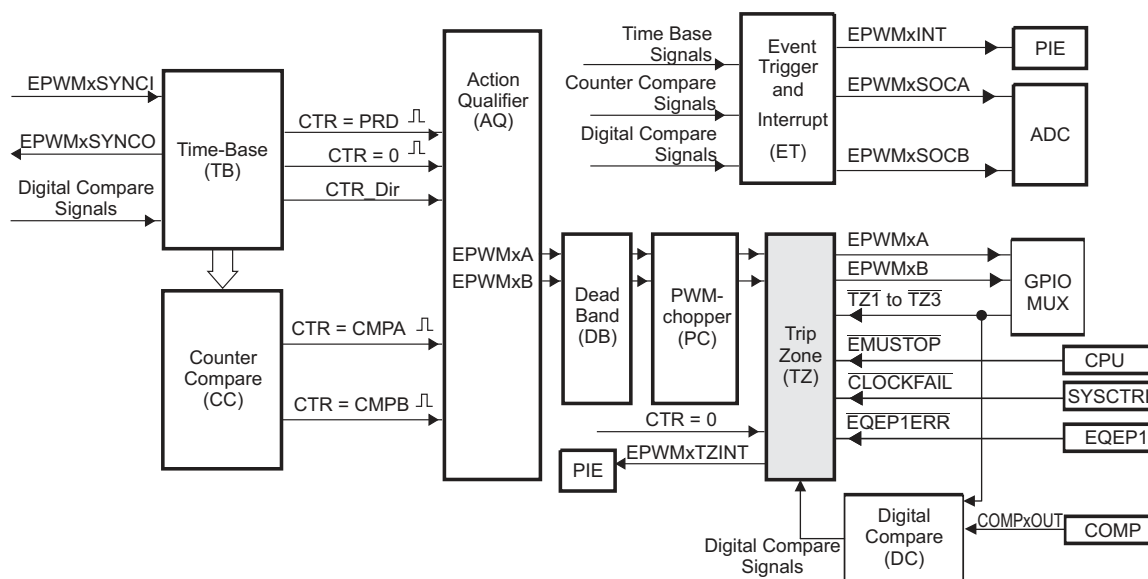 EPWMxSYNCI
EPWMxSYNCO
Digital Compare
Signals
Time-Base
(TB)
CTR = PRD
CTR = 0
CTR_Dir
Counter
Compare
(CC)
CTR = CMPA
CTR = CMPB
Action
Qualifier
(AQ)
EPWMxA
EPWMxB
Time Base
Signals
Counter Compare
Signals
Digital Compare
Signals
Event
Trigger
and
Interrupt
(ET)
EPWMxINT
EPWMxSOCA
EPWMxSOCB
PIE
ADC
Dead
Band
(DB)
PWM-
chopper
(PC)
Trip
Zone
(TZ)
EPWMxA
EPWMxB
TZ1 to TZ3
EMUSTOP
CLOCKFAIL
EQEP1ERR
GPIO
MUX
CPU
SYSCTRL
EQEP1
CTR = 0
EPWMxTZINT
PIE
Digital Compare
Signals
Digital
Compare
(DC)
COMPxOUT
COMP